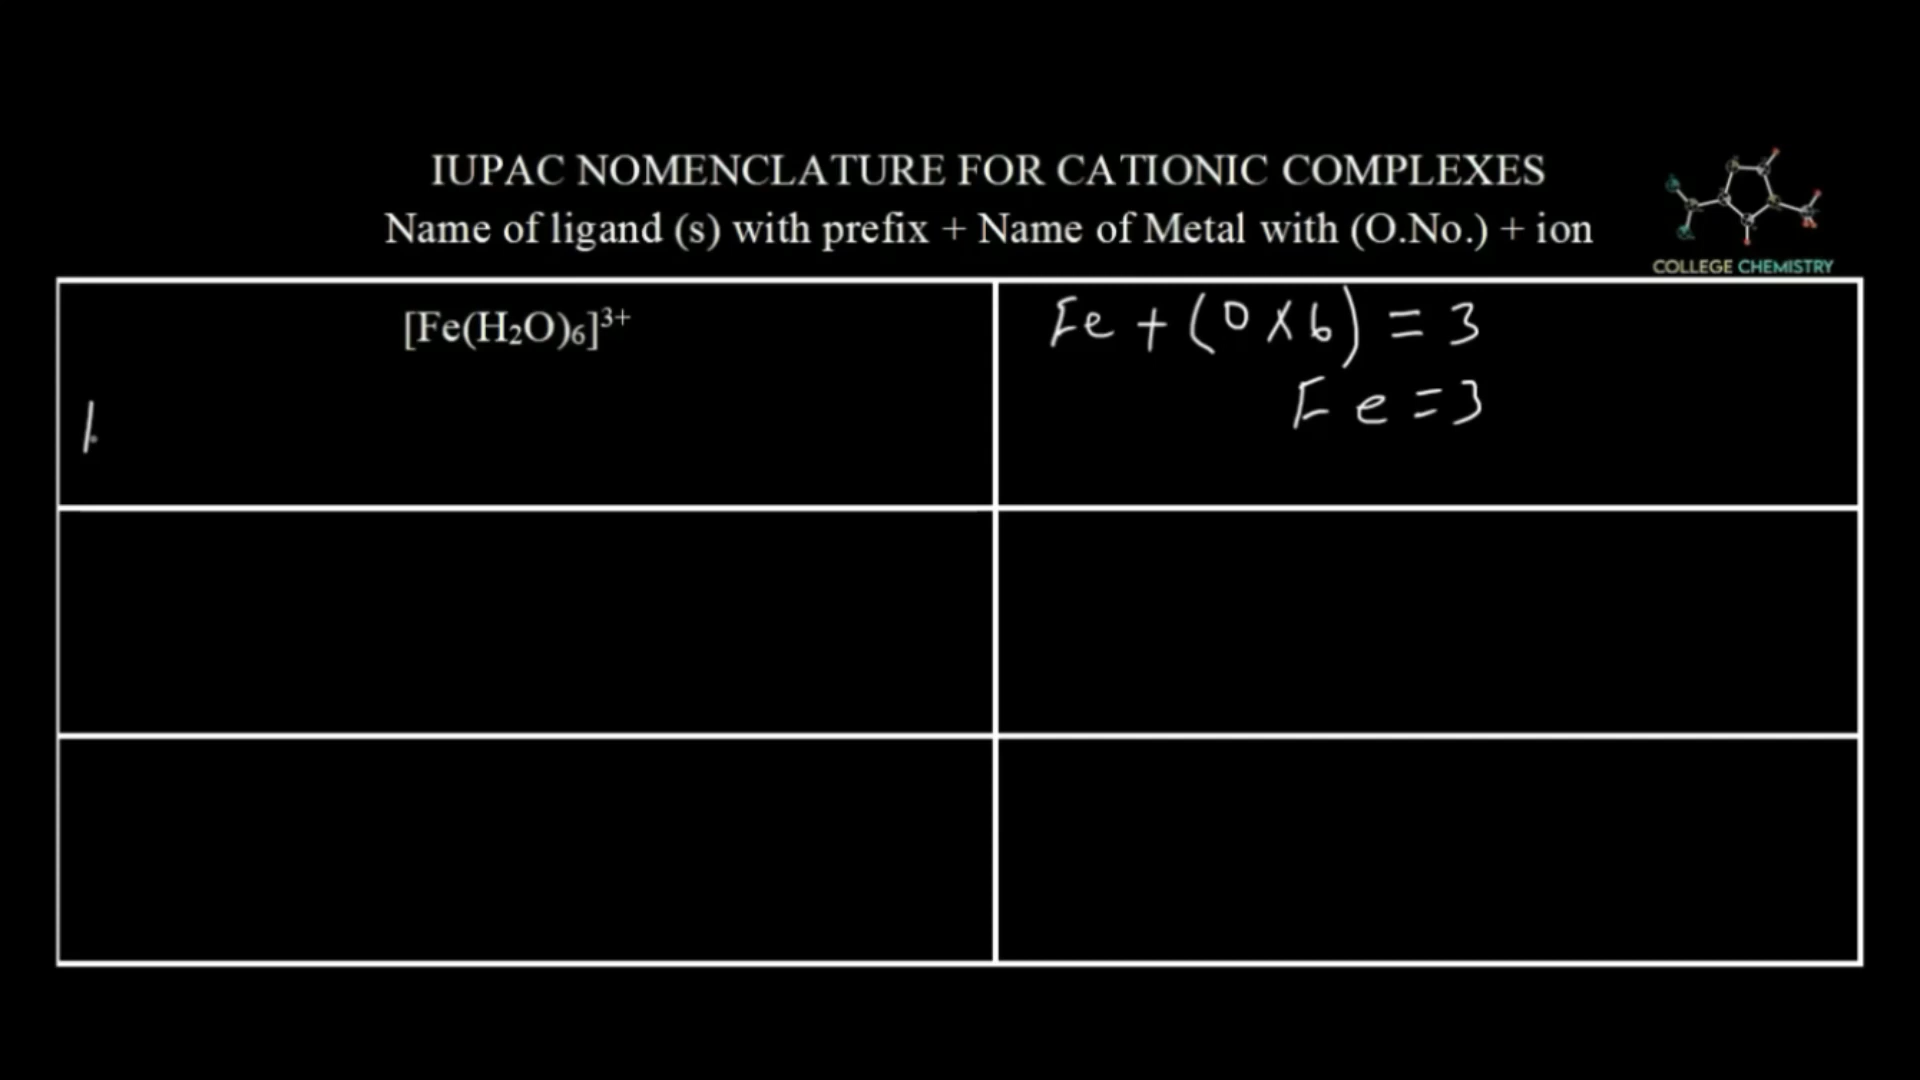 IUPAC NOMENCLATURE FOR CATIONIC COMPLEXES
Name of ligand (s) with prefix + Name of Metal with (O.No.) + ion
COLLEGE CHEMISTRY
[Fe(H₂O)₆]³⁺
Fe + (0 X 6) = 3
Fe = 3